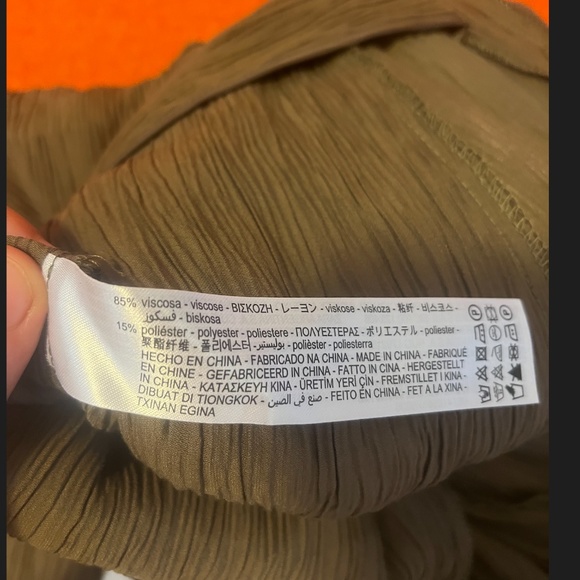 85% viscosa - viscose - ΒΙΣΚΟΖΗ - レーヨン - viskose - viskoza - 粘纤 - 비스코스 -
فسكوز - biskosa
15% poliéster - polyester - poliestere - ΠΟΛΥΕΣΤΕΡΑΣ - ポリエステル - poliester -
聚酯纤维 - 폴리에스터 - بوليستير - polièster - poliesterra
HECHO EN CHINA - FABRICADO NA CHINA - MADE IN CHINA - FABRIQUÉ
EN CHINE - GEFABRICEERD IN CHINA - FATTO IN CINA - HERGESTELLT
IN CHINA - ΚΑΤΑΣΚΕΥΗ ΚΙΝΑ - ÜRETİM YERİ ÇİN - FREMSTILLET I KINA -
DIBUAT DI TIONGKOK - صنع في الصين - FEITO EN CHINA - FET A LA XINA -
TXINAN EGINA